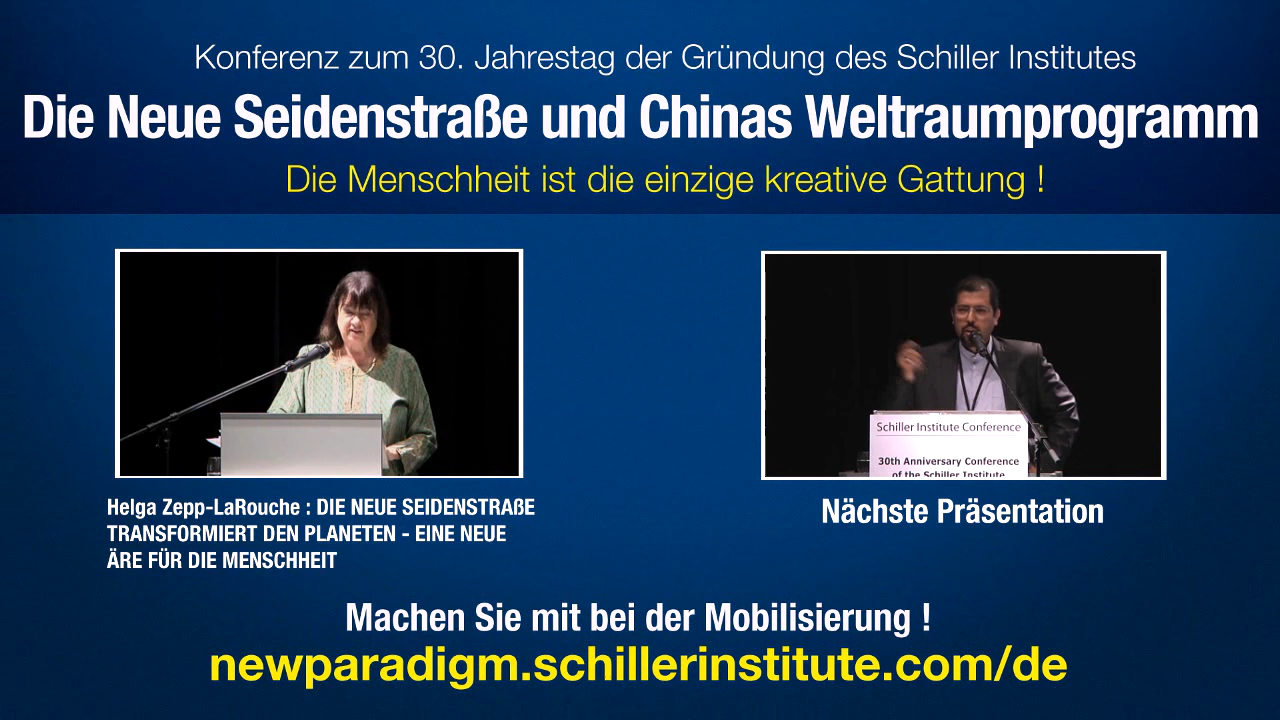 Konferenz zum 30. Jahrestag der Gründung des Schiller Institutes
Die Neue Seidenstraße und Chinas Weltraumprogramm
Die Menschheit ist die einzige kreative Gattung !
Schiller Institute Conference
30th Anniversary Conference
of the Schiller Institute
Helga Zepp-LaRouche : DIE NEUE SEIDENSTRAßE
TRANSFORMIERT DEN PLANETEN - EINE NEUE
ÄRE FÜR DIE MENSCHHEIT
Nächste Präsentation
Machen Sie mit bei der Mobilisierung !
newparadigm.schillerinstitute.com/de